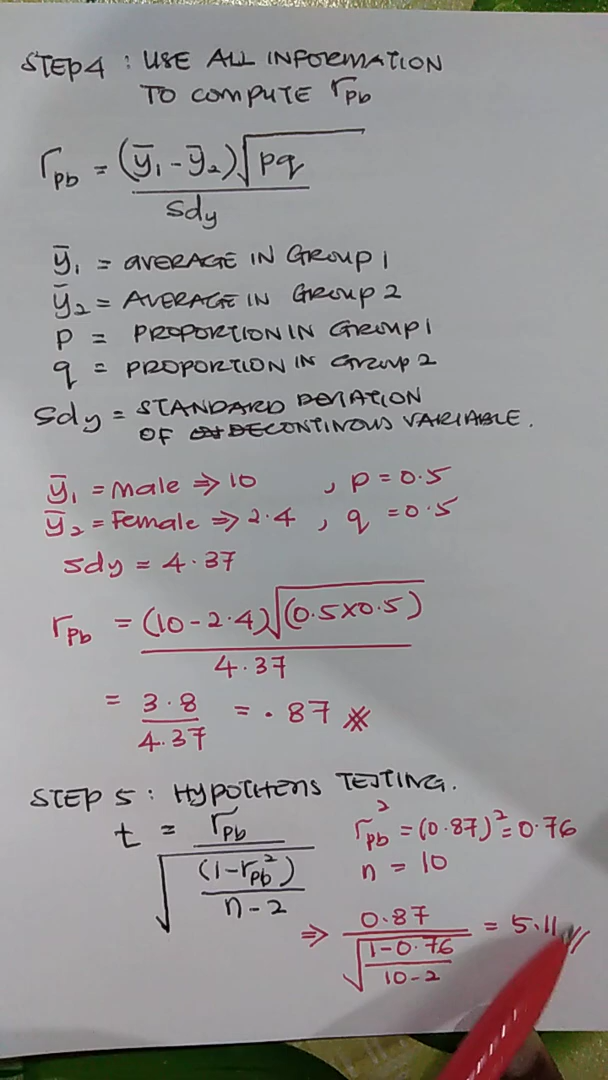 STEP 4 : USE ALL INFORMATION
TO COMPUTE rpb
rpb = (ȳ1 - ȳ2)√pq
sdy
ȳ1 = AVERAGE IN GROUP 1
ȳ2 = AVERAGE IN GROUP 2
P = PROPORTION IN GROUP 1
q = PROPORTION IN GROUP 2
Sdy = STANDARD DEVIATION
OF CONTINOUS VARIABLE.
ȳ1 = Male ⇒ 10 , p = 0.5
ȳ2 = Female ⇒ 2.4 , q = 0.5
sdy = 4.37
rpb = (10-2.4)√(0.5x0.5)
4.37
= 3.8 = .87
4.37
STEP 5 : HYPOTHENS TESTING.
t = rpb
√(1-rpb²)
n-2
rpb² = (0.87)² = 0.76
n = 10
⇒ 0.87 = 5.11
√1-0.76
10-2